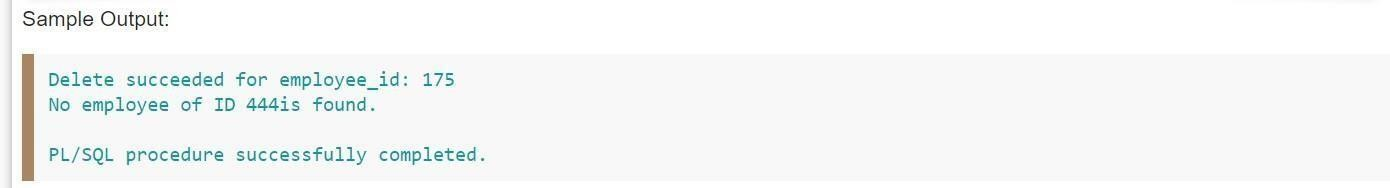 Sample Output:
Delete succeeded for employee_id: 175
No employee of ID 444is found.
PL/SQL procedure successfully completed.